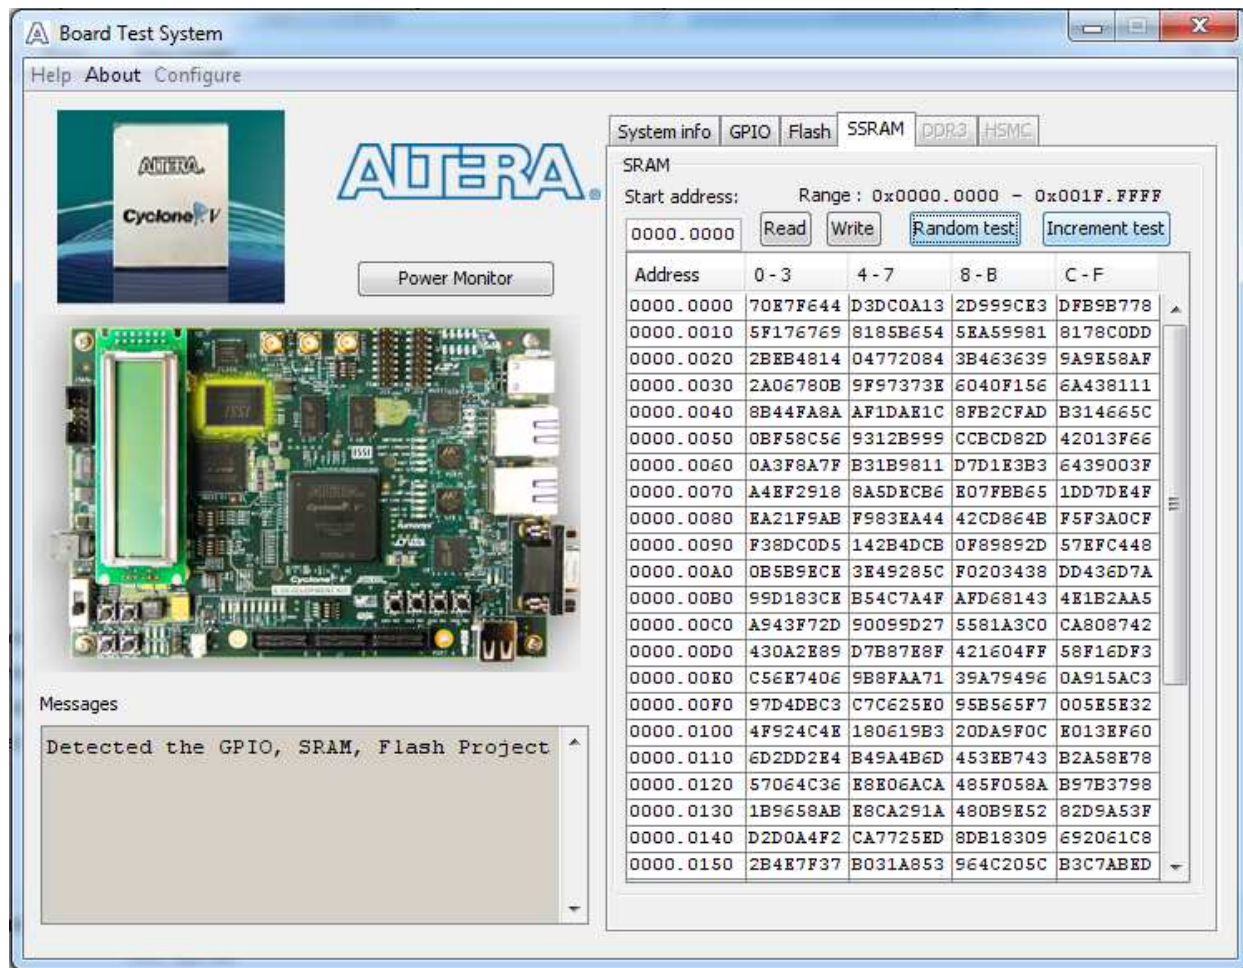 Board Test System
Help About Configure
ALTERA.
Cyclone V
ALTERA®
Power Monitor
ISSI
Cyclone V
Messages
Detected the GPIO, SRAM, Flash Project
System info GPIO Flash SSRAM DDR3 HSMC
SRAM
Start address: Range : 0x0000.0000 - 0x001F.FFFF
0000.0000 Read Write Random test Increment test
Address 0 - 3 4 - 7 8 - B C - F
0000.0000 70E7F644 D3DC0A13 2D999CE3 DFB9B778
0000.0010 5F176769 8185B654 5EA59981 8178C0DD
0000.0020 2BEB4814 04772084 3B463639 9A9E58AF
0000.0030 2A06780B 9F97373E 6040F156 6A438111
0000.0040 8B44FA8A AF1DAE1C 8FB2CFAD B314665C
0000.0050 0BF58C56 9312B999 CCBCD82D 42013F66
0000.0060 0A3F8A7F B31B9811 D7D1E3B3 6439003F
0000.0070 A4EF2918 8A5DECB6 E07FBB65 1DD7DE4F
0000.0080 EA21F9AB F983EA44 42CD864B F5F3A0CF
0000.0090 F38DC0D5 142B4DCB 0F89892D 57EFC448
0000.00A0 0B5B9ECE 3E49285C F0203438 DD436D7A
0000.00B0 99D183CE B54C7A4F AFD68143 4E1B2AA5
0000.00C0 A943F72D 90099D27 5581A3C0 CA808742
0000.00D0 430A2E89 D7B87E8F 421604FF 58F16DF3
0000.00E0 C56E7406 9B8FAA71 39A79496 0A915AC3
0000.00F0 97D4DBC3 C7C625E0 95B565F7 005E5E32
0000.0100 4F924C4E 180619B3 20DA9F0C E013EF60
0000.0110 6D2DD2E4 B49A4B6D 453EB743 B2A58E78
0000.0120 57064C36 E8E06ACA 485F058A B97B3798
0000.0130 1B9658AB E8CA291A 480B9E52 82D9A53F
0000.0140 D2D0A4F2 CA7725ED 8DB18309 692061C8
0000.0150 2B4E7F37 B031A853 964C205C B3C7ABED